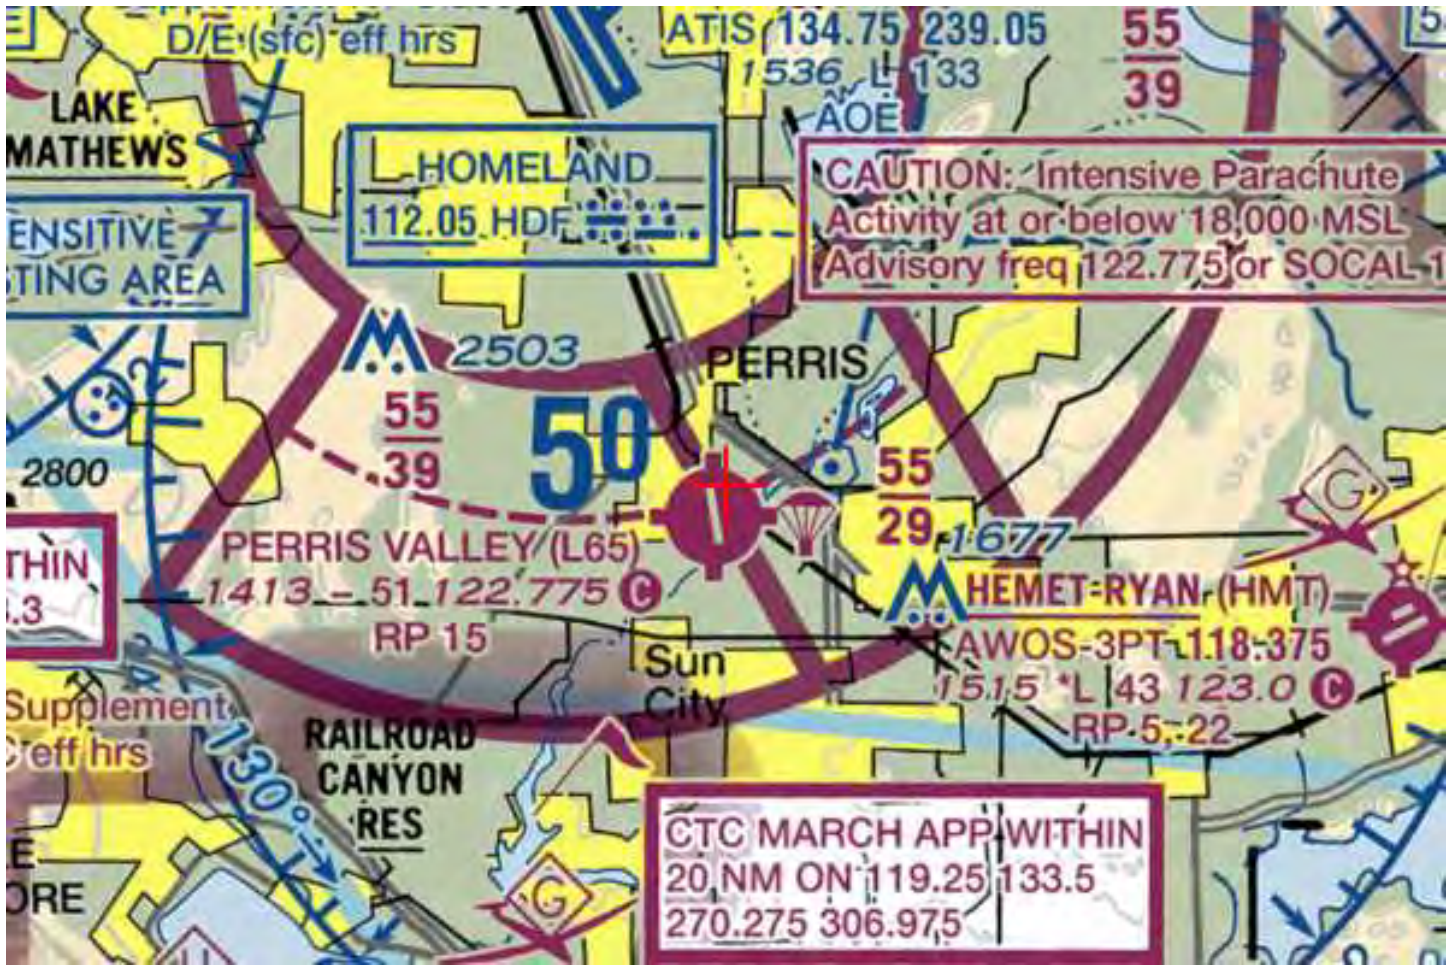 D/E (sfc) eff hrs
ATIS 134.75 239.05
1536 L 133
AOE
55
39
LAKE
MATHEWS
HOMELAND
112.05 HDF
CAUTION: Intensive Parachute
Activity at or below 18,000 MSL
Advisory freq 122.775 or SOCAL 1
ENSITIVE
TING AREA
2503
PERRIS
55
39
50
2800
55
29
1677
G
PERRIS VALLEY (L65)
1413 - 51 122.775 C
RP 15
THIN
.3
HEMET-RYAN (HMT)
AWOS-3PT 118.375
1515 *L 43 123.0 C
RP 5, 22
Sun
City
Supplement
C eff hrs
RAILROAD
CANYON
RES
130°
CTC MARCH APP WITHIN
20 NM ON 119.25 133.5
270.275 306.975
E
ORE
G